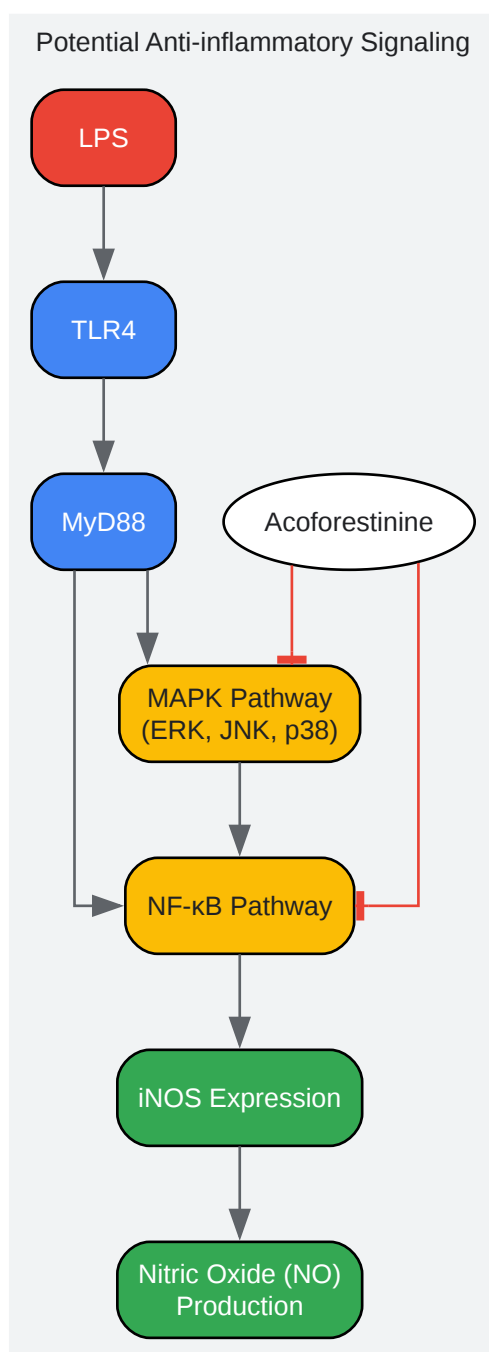 Potential Anti-inflammatory Signaling
LPS
TLR4
MyD88
Acoforestinine
MAPK Pathway
(ERK, JNK, p38)
NF-κB Pathway
iNOS Expression
Nitric Oxide (NO)
Production